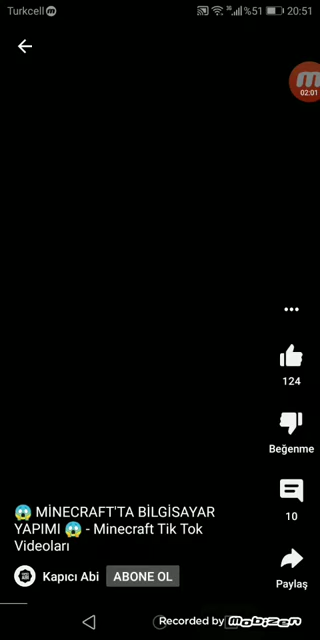 Turkcell
3G %51 20:51
02:01
124
Beğenme
10
Paylaş
😱 MİNECRAFT'TA BİLGİSAYAR
YAPIMI 😱 - Minecraft Tik Tok
Videoları
Kapıcı Abi ABONE OL
Recorded by Mobizen